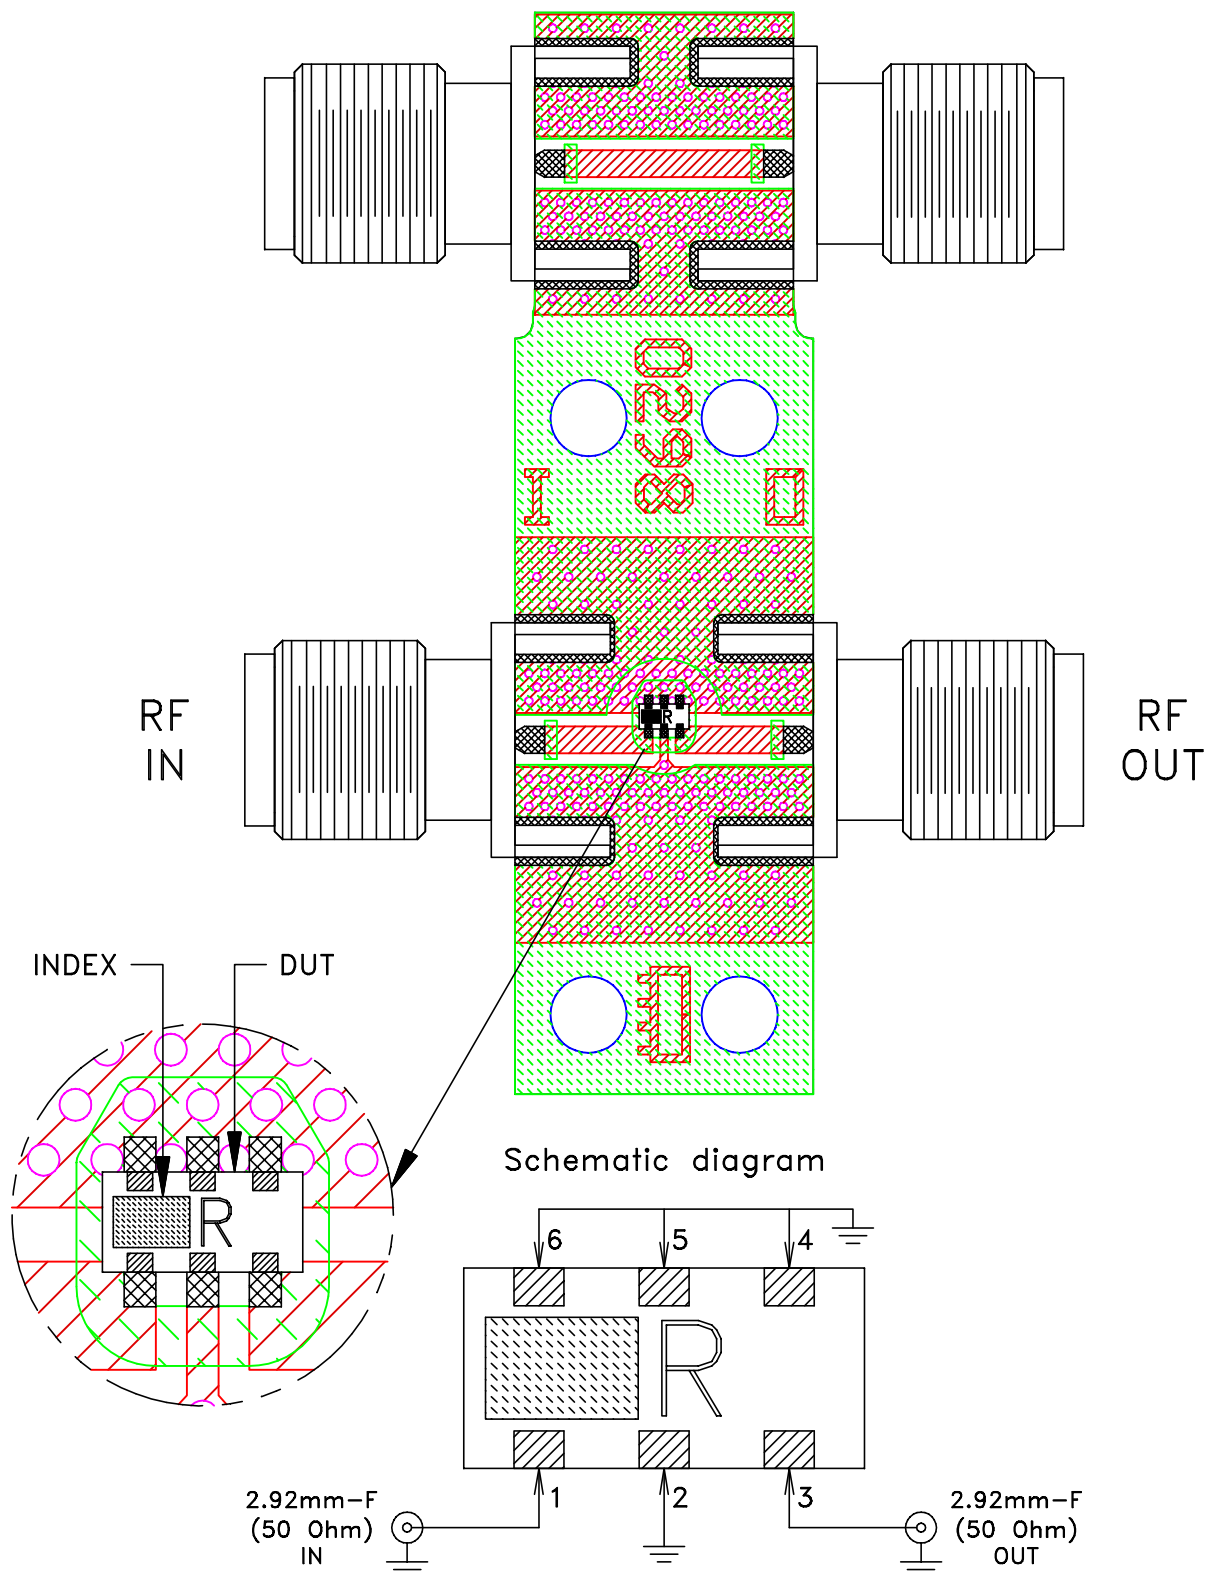 0298
I
O
RF
IN
R
RF
OUT
INDEX
DUT
R
Schematic diagram
6
5
4
R
1
2
3
2.92mm-F
(50 Ohm)
IN
2.92mm-F
(50 Ohm)
OUT